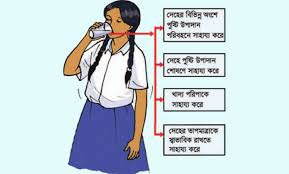 দেহের বিভিন্ন অংশে
পুষ্টি উপাদান
পরিবহনে সাহায্য করে
দেহে পুষ্টি উপাদান
শোষণে সাহায্য করে
খাদ্য পরিপাকে
সাহায্য করে
দেহের তাপমাত্রাকে
স্বাভাবিক রাখতে
সাহায্য করে